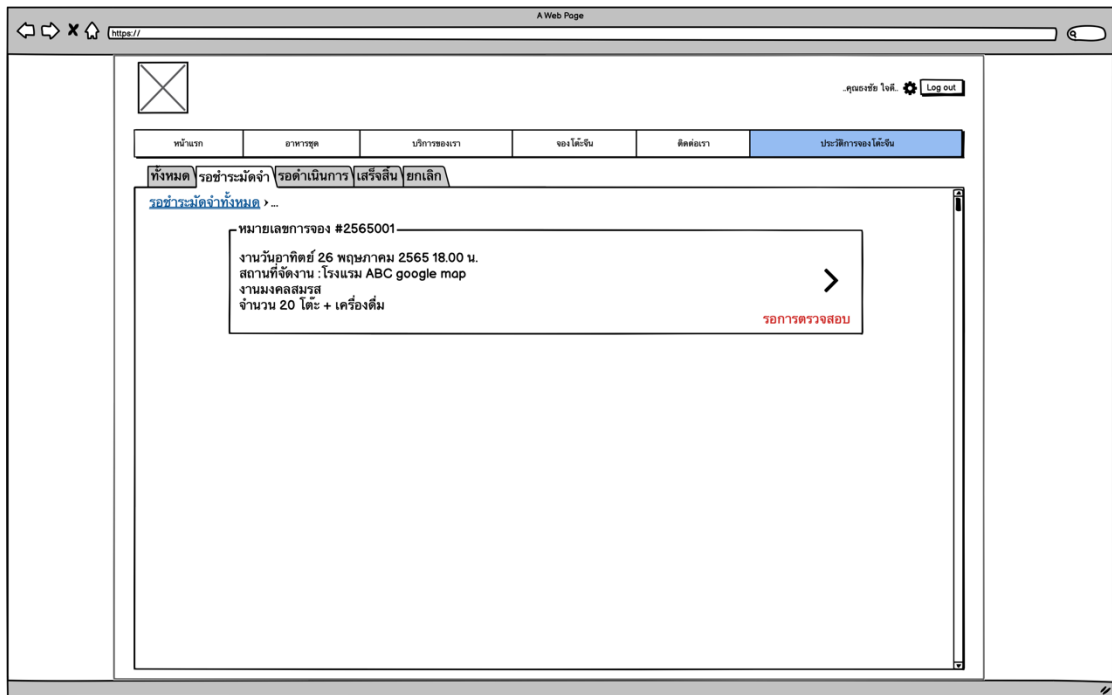 A Web Page
https://
..คุณธงชัย ใจดี.. Log out
หน้าแรก อาหารชุด บริการของเรา จองโต๊ะจีน ติดต่อเรา ประวัติการจองโต๊ะจีน
ทั้งหมด รอชำระมัดจำ รอดำเนินการ เสร็จสิ้น ยกเลิก
รอชำระมัดจำทั้งหมด > ...
หมายเลขการจอง #2565001
งานวันอาทิตย์ 26 พฤษภาคม 2565 18.00 น.
สถานที่จัดงาน : โรงแรม ABC google map
งานมงคลสมรส
จำนวน 20 โต๊ะ + เครื่องดื่ม
รอการตรวจสอบ